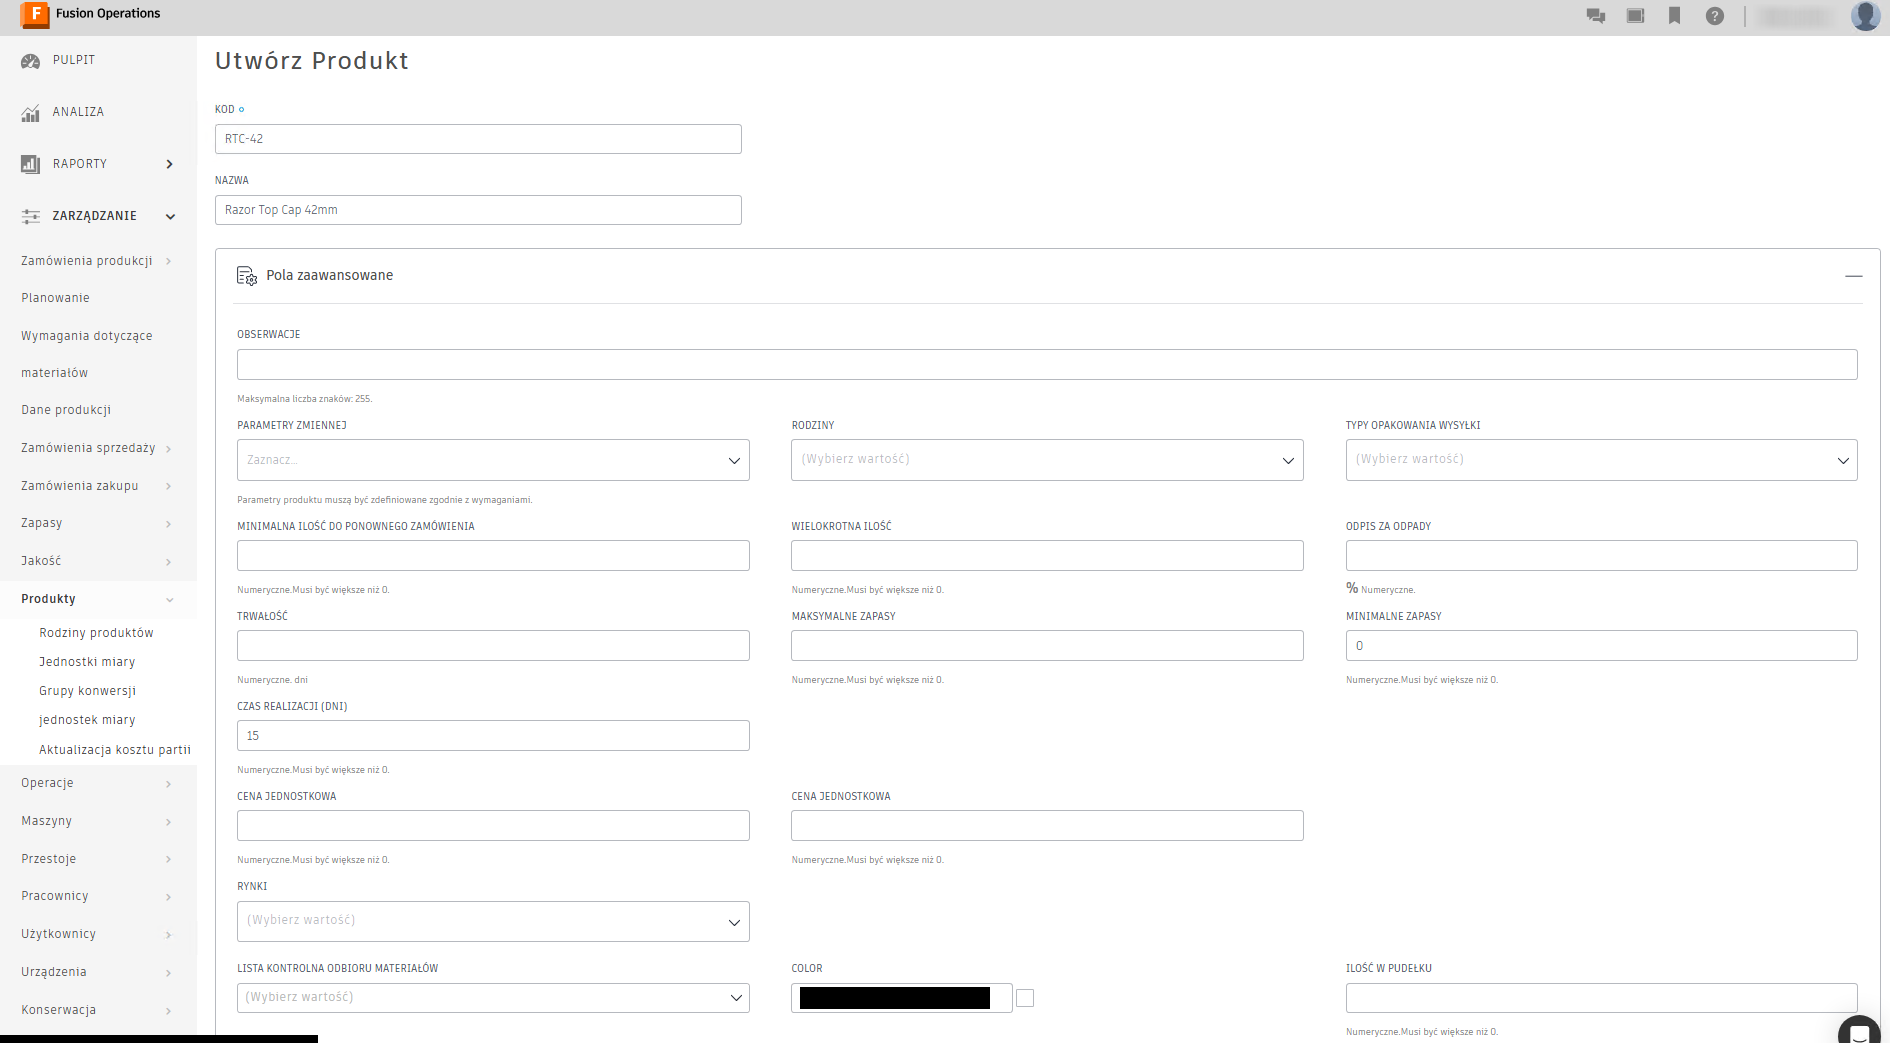 F Fusion Operations
?
PULPIT
ANALIZA
RAPORTY
ZARZĄDZANIE
Zamówienia produkcji
Planowanie
Wymagania dotyczące
materiałów
Dane produkcji
Zamówienia sprzedaży
Zamówienia zakupu
Zapasy
Jakość
Produkty
Rodziny produktów
Jednostki miary
Grupy konwersji
jednostek miary
Aktualizacja kosztu partii
Operacje
Maszyny
Przestoje
Pracownicy
Użytkownicy
Urządzenia
Konserwacja
Utwórz Produkt
KOD
RTC-42
NAZWA
Razor Top Cap 42mm
Pola zaawansowane
OBSERWACJE
Maksymalna liczba znaków: 255.
PARAMETRY ZMIENNEJ RODZINY TYPY OPAKOWANIA WYSYŁKI
Zaznacz... (Wybierz wartość) (Wybierz wartość)
Parametry produktu muszą być zdefiniowane zgodnie z wymaganiami.
MINIMALNA ILOŚĆ DO PONOWNEGO ZAMÓWIENIA WIELOKROTNA ILOŚĆ ODPIS ZA ODPADY
Numeryczne.Musi być większe niż 0. Numeryczne.Musi być większe niż 0. % Numeryczne.
TRWAŁOŚĆ MAKSYMALNE ZAPASY MINIMALNE ZAPASY
0
Numeryczne. dni Numeryczne.Musi być większe niż 0. Numeryczne.Musi być większe niż 0.
CZAS REALIZACJI (DNI)
15
Numeryczne.Musi być większe niż 0.
CENA JEDNOSTKOWA CENA JEDNOSTKOWA
Numeryczne.Musi być większe niż 0. Numeryczne.Musi być większe niż 0.
RYNKI
(Wybierz wartość)
LISTA KONTROLNA ODBIORU MATERIAŁÓW COLOR ILOŚĆ W PUDEŁKU
(Wybierz wartość)
Numeryczne.Musi być większe niż 0.